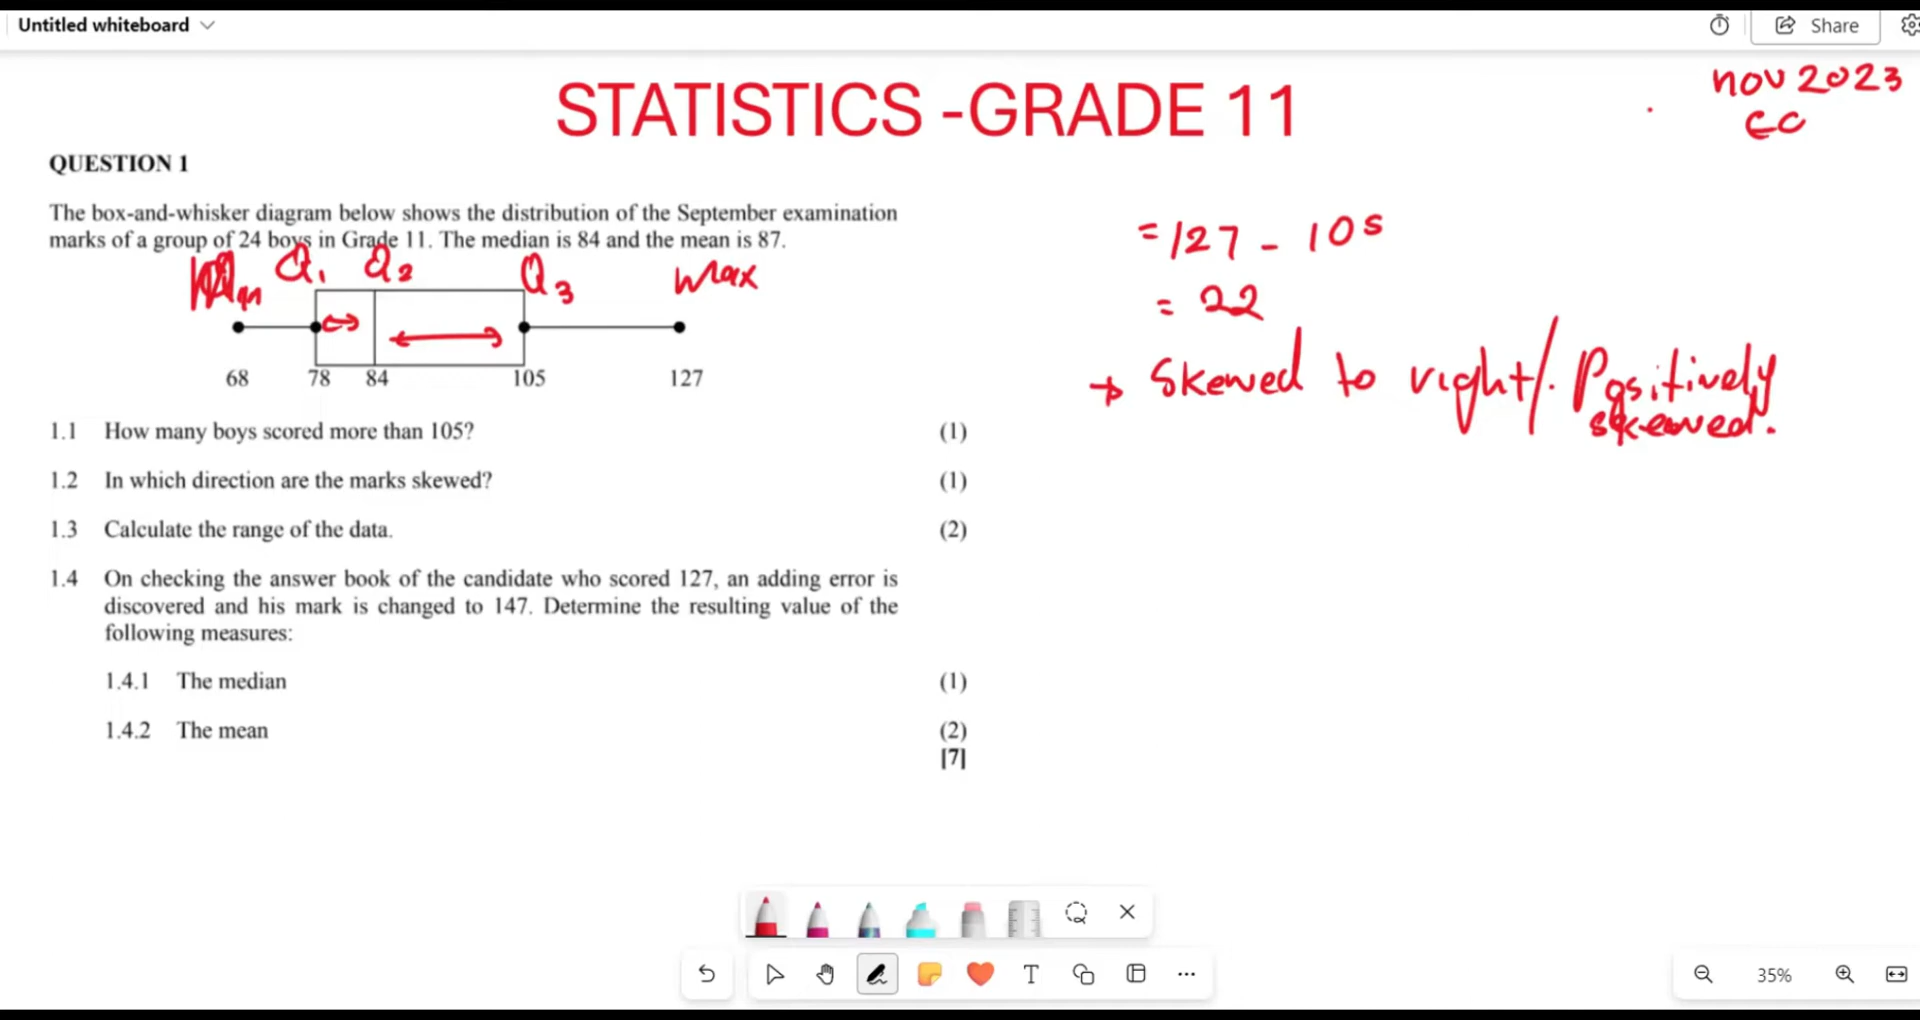 Untitled whiteboard
Share
STATISTICS -GRADE 11
nov 2023
EC
QUESTION 1
The box-and-whisker diagram below shows the distribution of the September examination
marks of a group of 24 boys in Grade 11. The median is 84 and the mean is 87.
Q1 Q2 Q3 Max
68 78 84 105 127
1.1 How many boys scored more than 105? (1)
1.2 In which direction are the marks skewed? (1)
1.3 Calculate the range of the data. (2)
1.4 On checking the answer book of the candidate who scored 127, an adding error is
discovered and his mark is changed to 147. Determine the resulting value of the
following measures:
1.4.1 The median (1)
1.4.2 The mean (2)
[7]
= 127 - 105
= 22
→ Skewed to right/. Positively
skewed.
35%